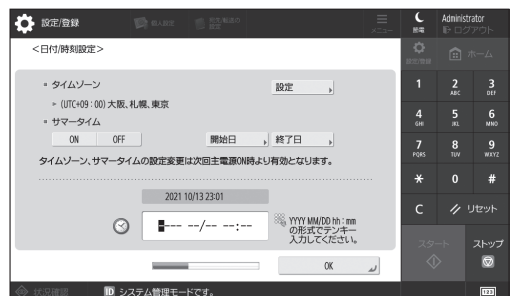 設定/登録
個人設定
宛先/転送の
設定
メニュー
節電
Administrator
ログアウト
<日付/時刻設定>
設定/登録
ホーム
タイムゾーン
設定
(UTC+09:00) 大阪、札幌、東京
サマータイム
ON OFF 開始日 終了日
タイムゾーン、サマータイムの設定変更は次回主電源ON時より有効となります。
2021 10/13 23:01
--- --/-- --:--
YYYY MM/DD hh:mm
の形式でテンキー
入力してください。
OK
1 2 ABC 3 DEF
4 GHI 5 JKL 6 MNO
7 PQRS 8 TUV 9 WXYZ
* 0 #
C リセット
スタート ストップ
状況確認
ID システム管理モードです。
123